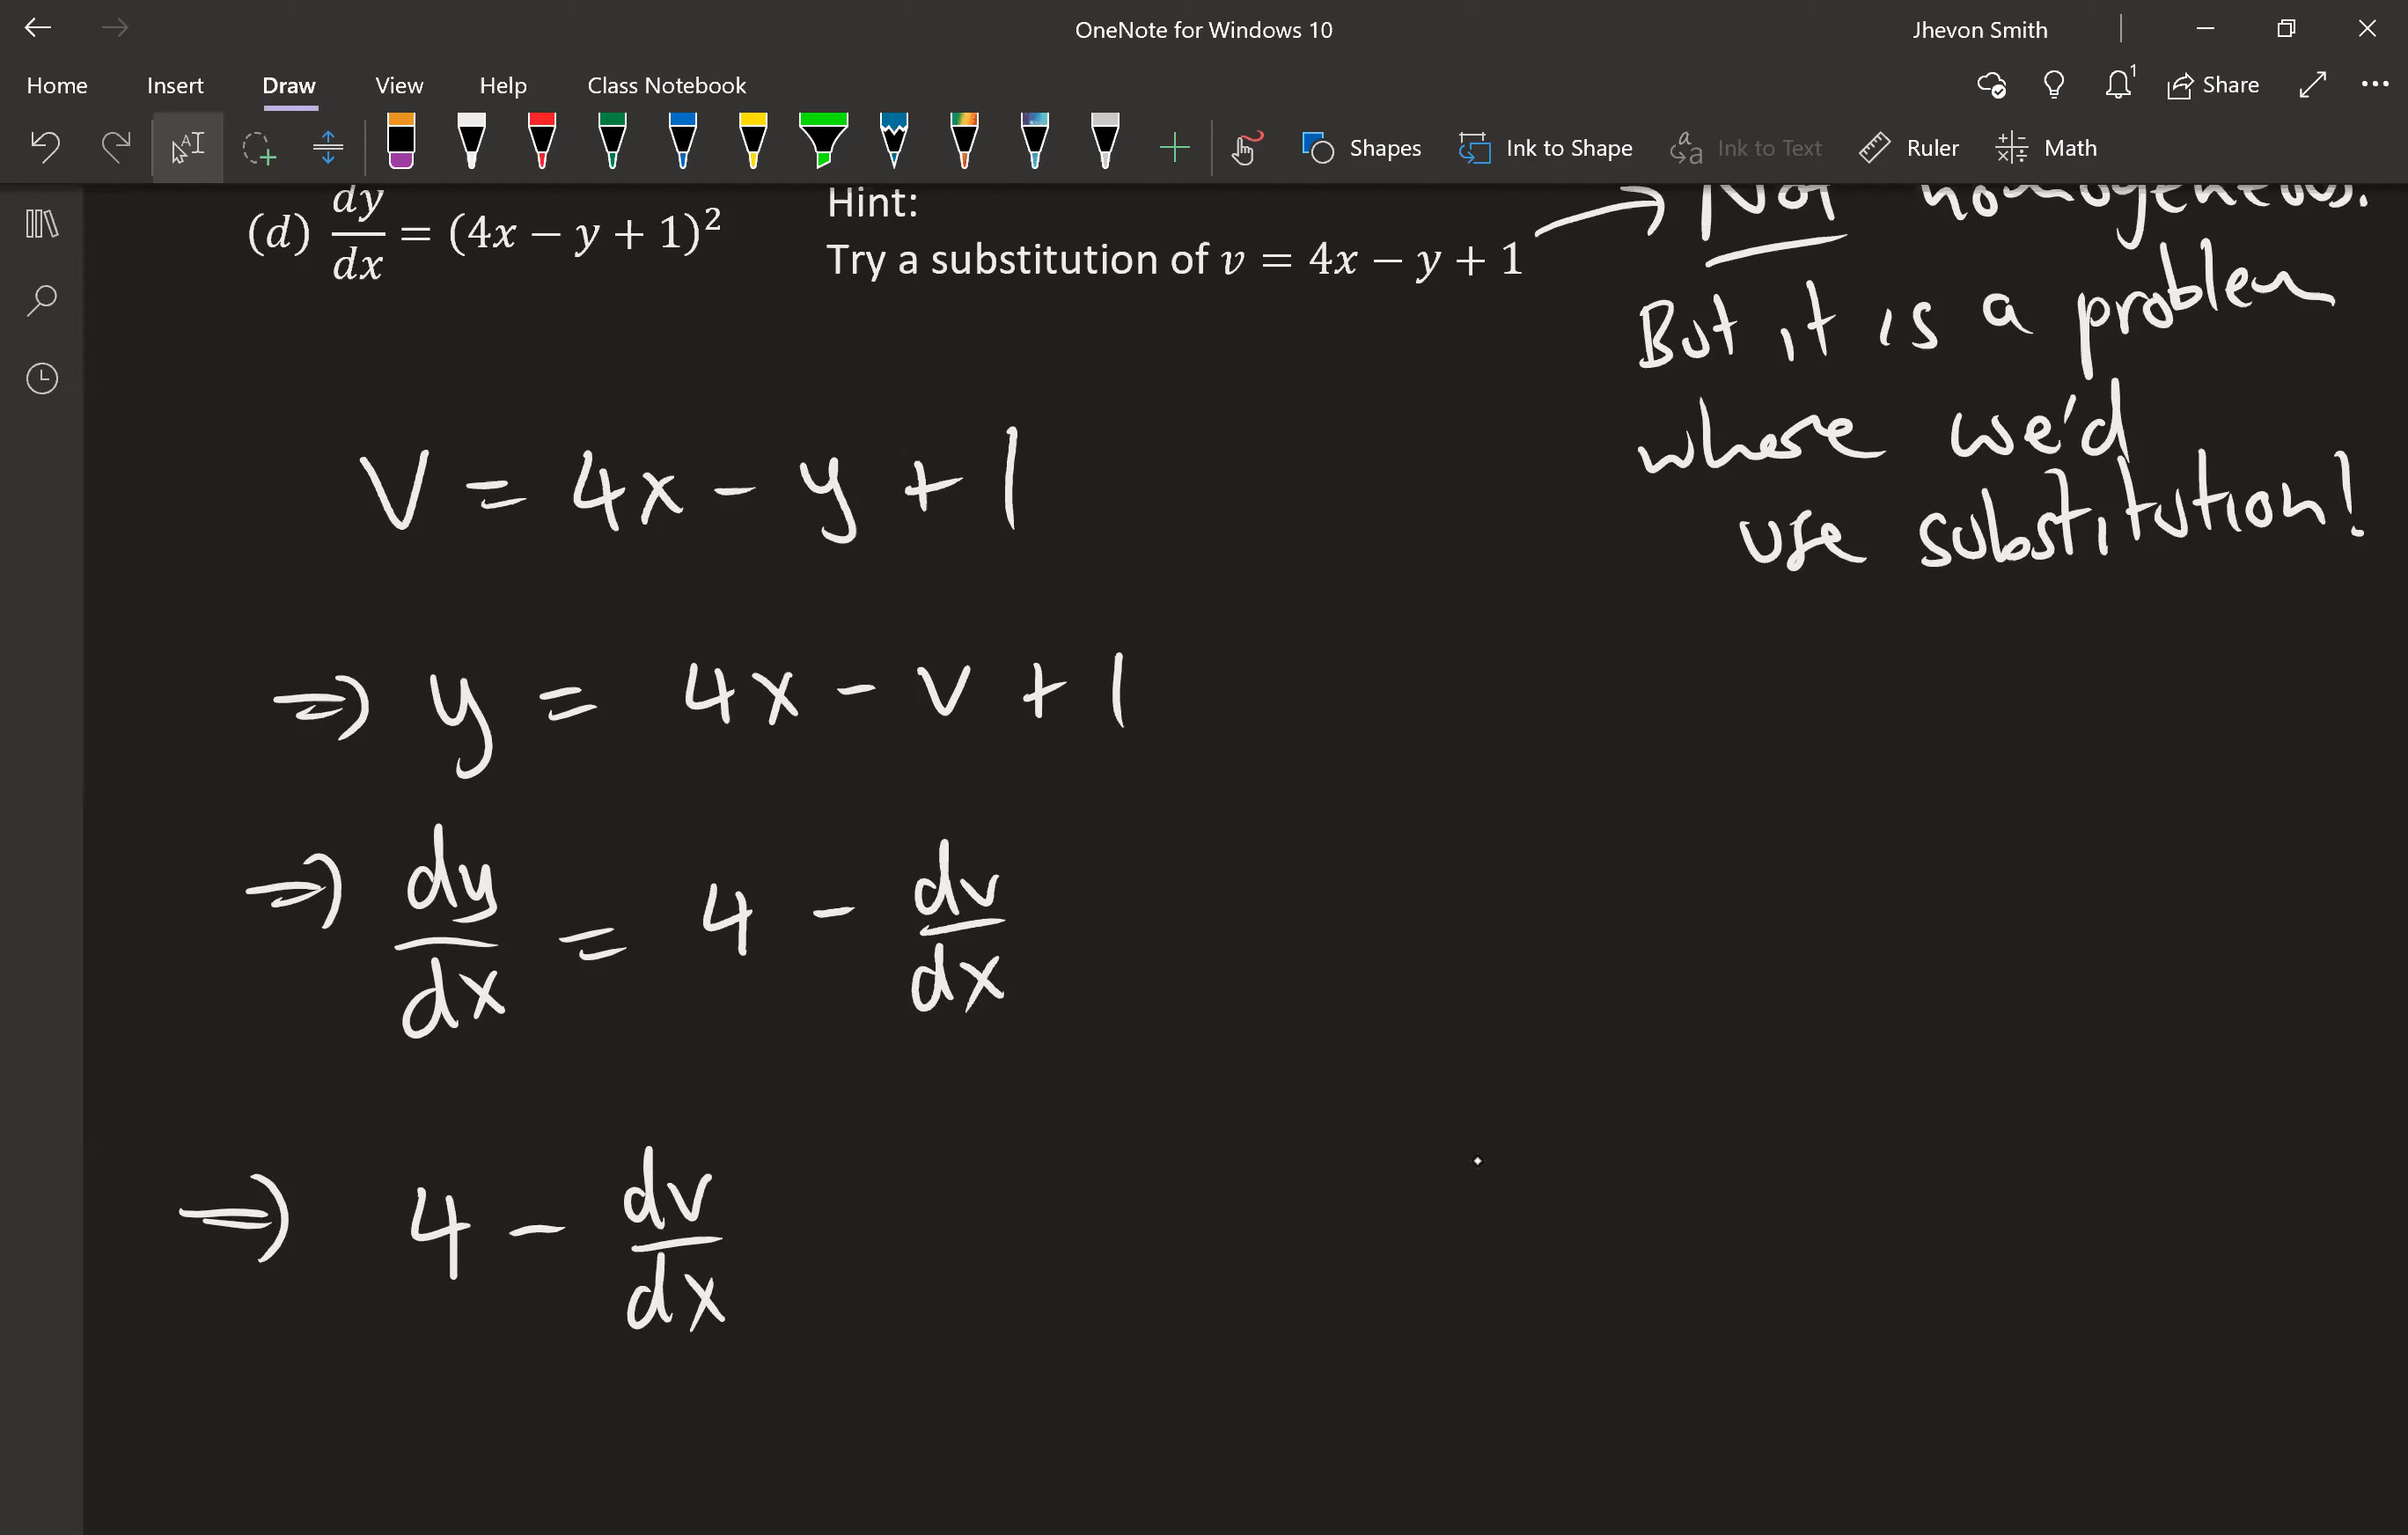 OneNote for Windows 10
Jhevon Smith
Home Insert Draw View Help Class Notebook
1 Share
Shapes Ink to Shape Ink to Text Ruler Math
(d) dy/dx = (4x − y + 1)²
Hint:
Try a substitution of v = 4x − y + 1
→ Not homogeneous.
But it is a problem
where we'd
use substitution!
V = 4x - y + 1
⇒ y = 4x - v + 1
⇒ dy/dx = 4 - dv/dx
⇒ 4 - dv/dx